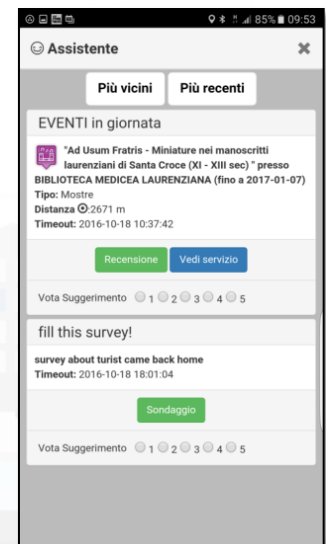 85% 09:53
Assistente
Più vicini Più recenti
EVENTI in giornata
"Ad Usum Fratris - Miniature nei manoscritti
laurenziani di Santa Croce (XI - XIII sec) " presso
BIBLIOTECA MEDICEA LAURENZIANA (fino a 2017-01-07)
Tipo: Mostre
Distanza :2671 m
Timeout: 2016-10-18 10:37:42
Recensione Vedi servizio
Vota Suggerimento 1 2 3 4 5
fill this survey!
survey about turist came back home
Timeout: 2016-10-18 18:01:04
Sondaggio
Vota Suggerimento 1 2 3 4 5